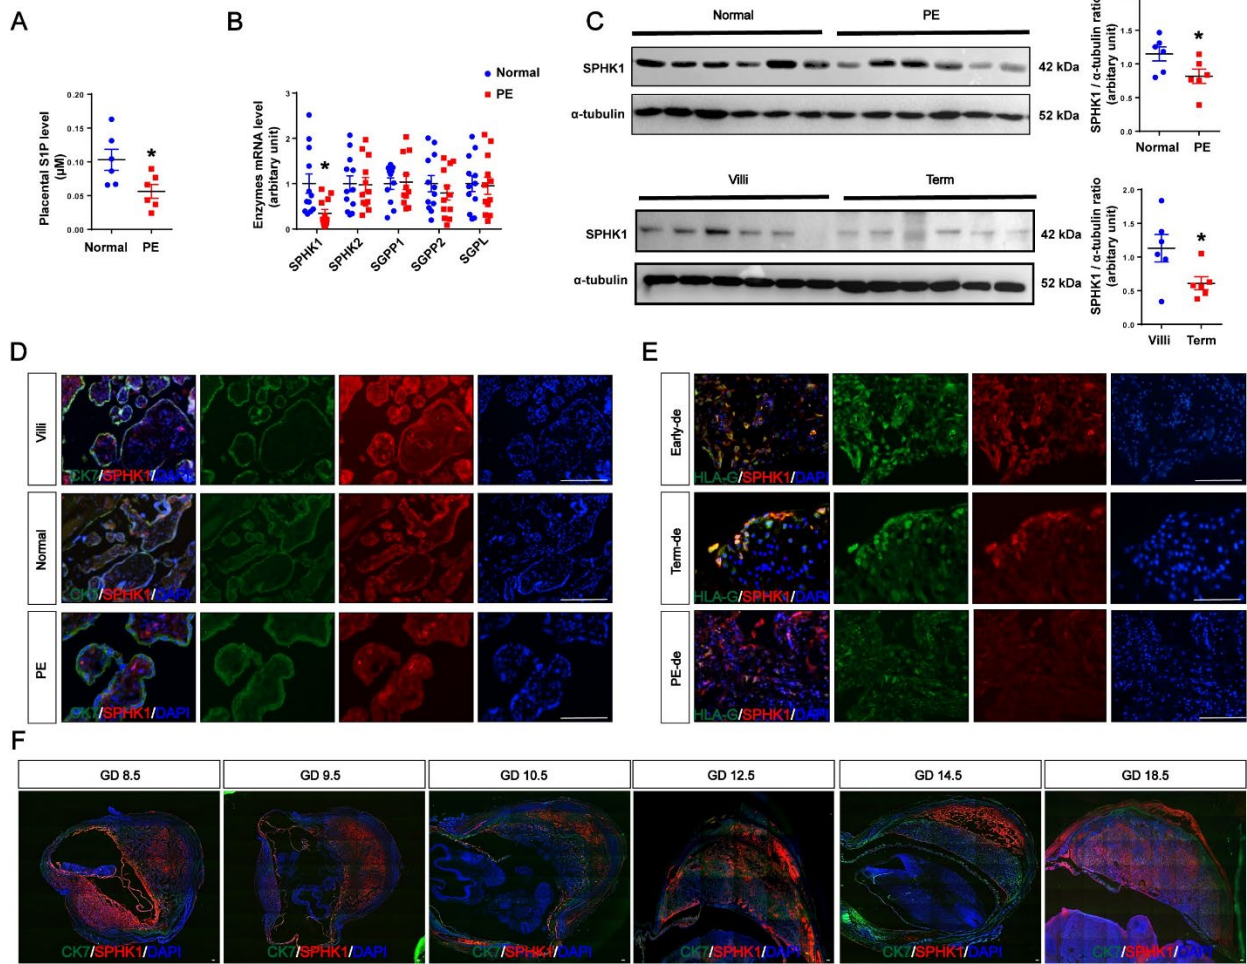 A
Placental S1P level
(μM)
0.20
0.15
0.10
0.05
0.00
*
Normal
PE
B
Enzymes mRNA level
(arbitary unit)
3
2
1
0
*
Normal
PE
SPHK1
SPHK2
SGPP1
SGPP2
SGPL
C
Normal
PE
SPHK1
42 kDa
α-tubulin
52 kDa
SPHK1 / α-tubulin ratio
(arbitary unit)
1.5
1.0
0.5
0.0
*
Normal
PE
Villi
Term
SPHK1
42 kDa
α-tubulin
52 kDa
SPHK1 / α-tubulin ratio
(arbitary unit)
2.0
1.5
1.0
0.5
0.0
*
Villi
Term
D
Villi
CK7/SPHK1/DAPI
Normal
CK7/SPHK1/DAPI
PE
CK7/SPHK1/DAPI
E
Early-de
HLA-G/SPHK1/DAPI
Term-de
HLA-G/SPHK1/DAPI
PE-de
HLA-G/SPHK1/DAPI
F
GD 8.5
GD 9.5
GD 10.5
GD 12.5
GD 14.5
GD 18.5
CK7/SPHK1/DAPI
CK7/SPHK1/DAPI
CK7/SPHK1/DAPI
CK7/SPHK1/DAPI
CK7/SPHK1/DAPI
CK7/SPHK1/DAPI